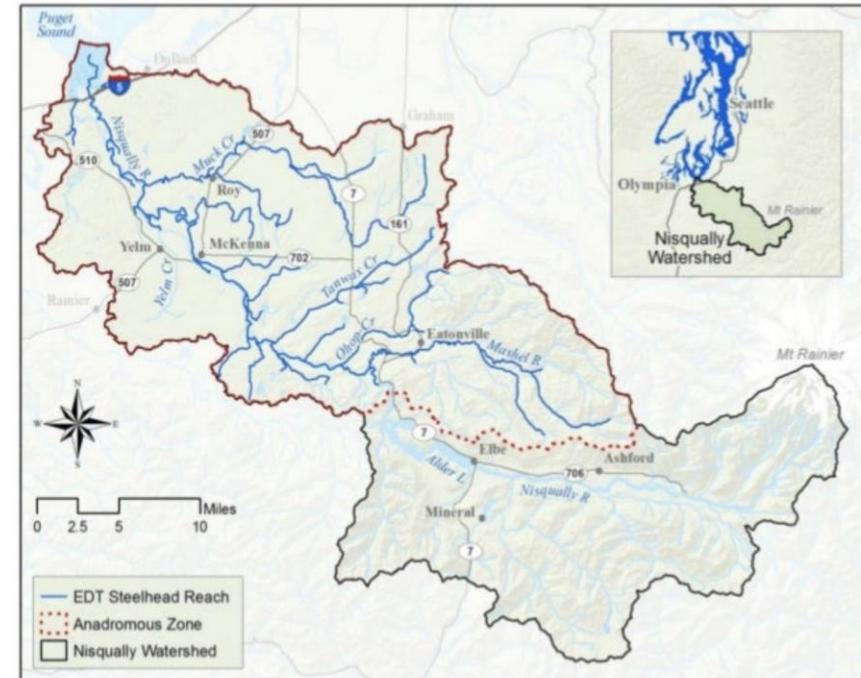 Puget
Sound
DuPont
5
Graham
Nisqually R
Muck Cr
507
510
Roy
7
161
Yelm
McKenna
702
Tanwax Cr
507
Yelm Cr
Rainier
Ohop Cr
Eatonville
Mashel R
Mt Rainier
N
W
E
S
7
Elbe
Ashford
706
Alder L
Nisqually R
Mineral
7
Miles
0 2.5 5 10
EDT Steelhead Reach
Anadromous Zone
Nisqually Watershed
Seattle
Olympia
Mt Rainier
Nisqually
Watershed